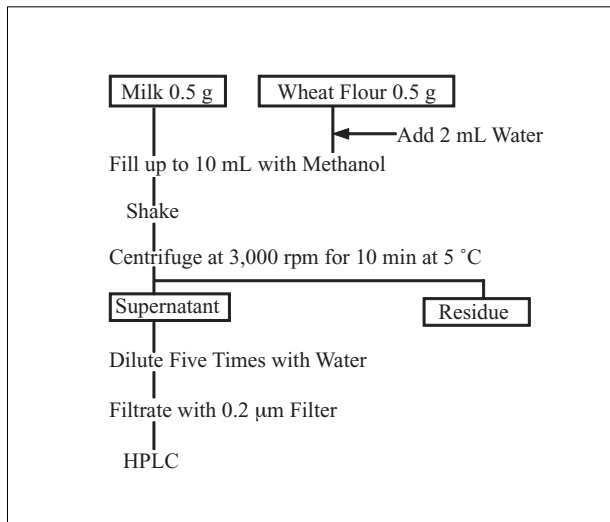 Milk 0.5 g
Wheat Flour 0.5 g
Add 2 mL Water
Fill up to 10 mL with Methanol
Shake
Centrifuge at 3,000 rpm for 10 min at 5 ˚C
Supernatant
Residue
Dilute Five Times with Water
Filtrate with 0.2 μm Filter
HPLC